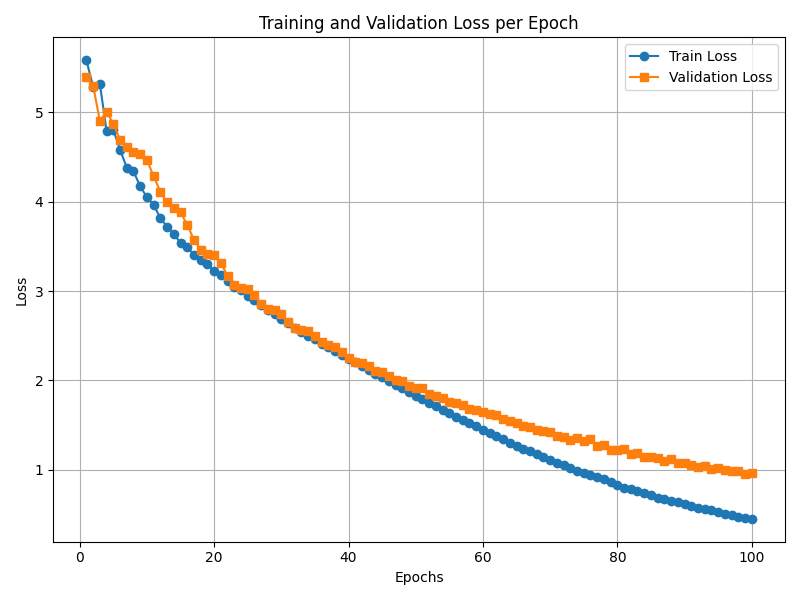 Training and Validation Loss per Epoch
Train Loss
Validation Loss
Loss
5
4
3
2
1
0 20 40 60 80 100
Epochs